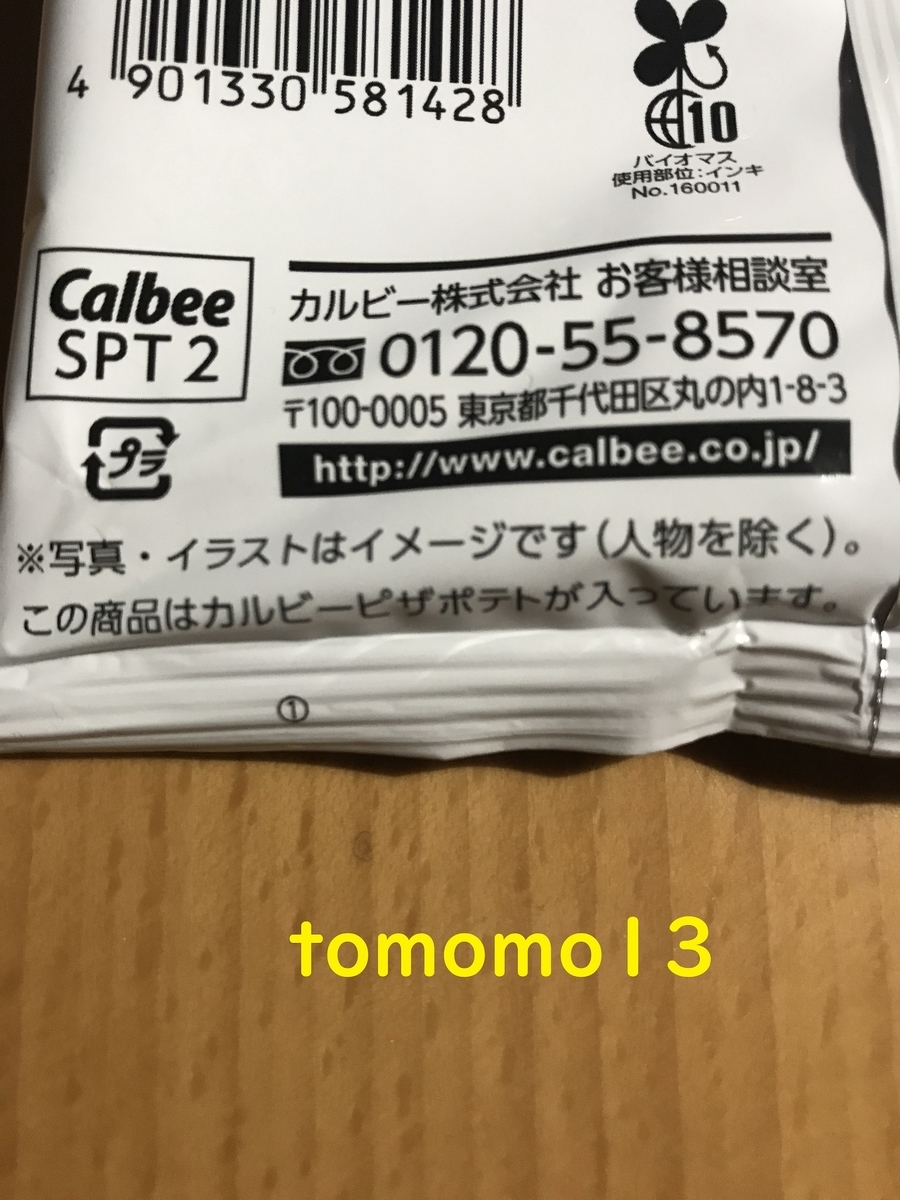 4 901330 581428
10
バイオマス
使用部位:インキ
No.160011
Calbee
SPT 2
プラ
カルビー株式会社 お客様相談室
0120-55-8570
〒100-0005 東京都千代田区丸の内1-8-3
http://www.calbee.co.jp/
※写真・イラストはイメージです(人物を除く)。
この商品はカルビーピザポテトが入っています。
①
tomomo13